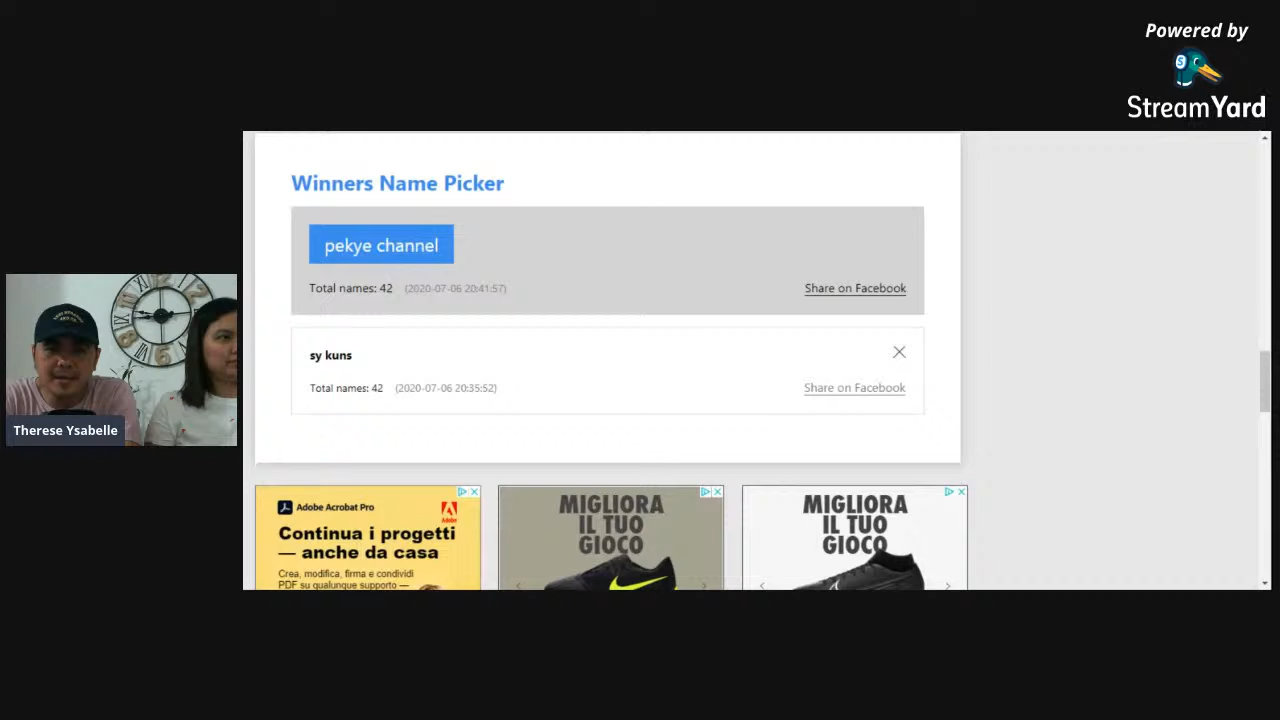 Powered by
StreamYard
Winners Name Picker
pekye channel
Total names: 42 (2020-07-06 20:41:57) Share on Facebook
sy kuns
Total names: 42 (2020-07-06 20:35:52) Share on Facebook
Therese Ysabelle
Adobe Acrobat Pro
Adobe
Continua i progetti
— anche da casa
Crea, modifica, firma e condividi
PDF su qualunque supporto —
MIGLIORA
IL TUO
GIOCO
MIGLIORA
IL TUO
GIOCO